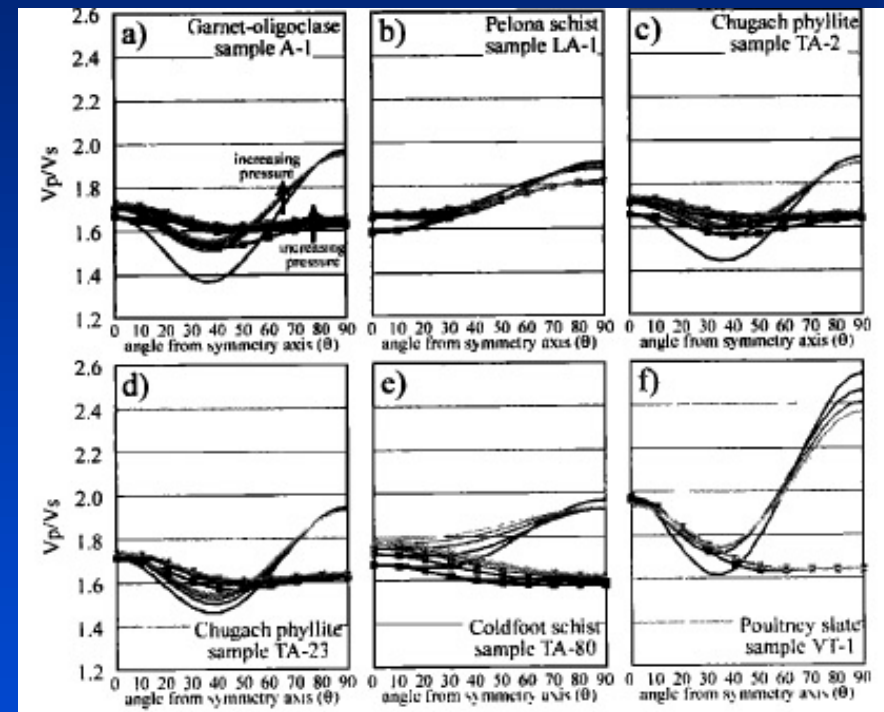 2.6
2.4
2.2
2.0
1.8
1.6
1.4
1.2
Vp/Vs
a)
Garnet-oligoclase
sample A-1
increasing
pressure
increasing
pressure
0 10 20 30 40 50 60 70 80 90
angle from symmetry axis (θ)
b)
Pelona schist
sample LA-1
0 10 20 30 40 50 60 70 80 90
angle from symmetry axis (θ)
c)
Chugach phyllite
sample TA-2
0 10 20 30 40 50 60 70 80 90
angle from symmetry axis (θ)
2.6
2.4
2.2
2.0
1.8
1.6
1.4
1.2
Vp/Vs
d)
Chugach phyllite
sample TA-23
0 10 20 30 40 50 60 70 80 90
angle from symmetry axis (θ)
e)
Coldfoot schist
sample TA-80
0 10 20 30 40 50 60 70 80 90
angle from symmetry axis (θ)
f)
Poultney slate
sample VT-1
0 10 20 30 40 50 60 70 80 90
angle from symmetry axis (θ)